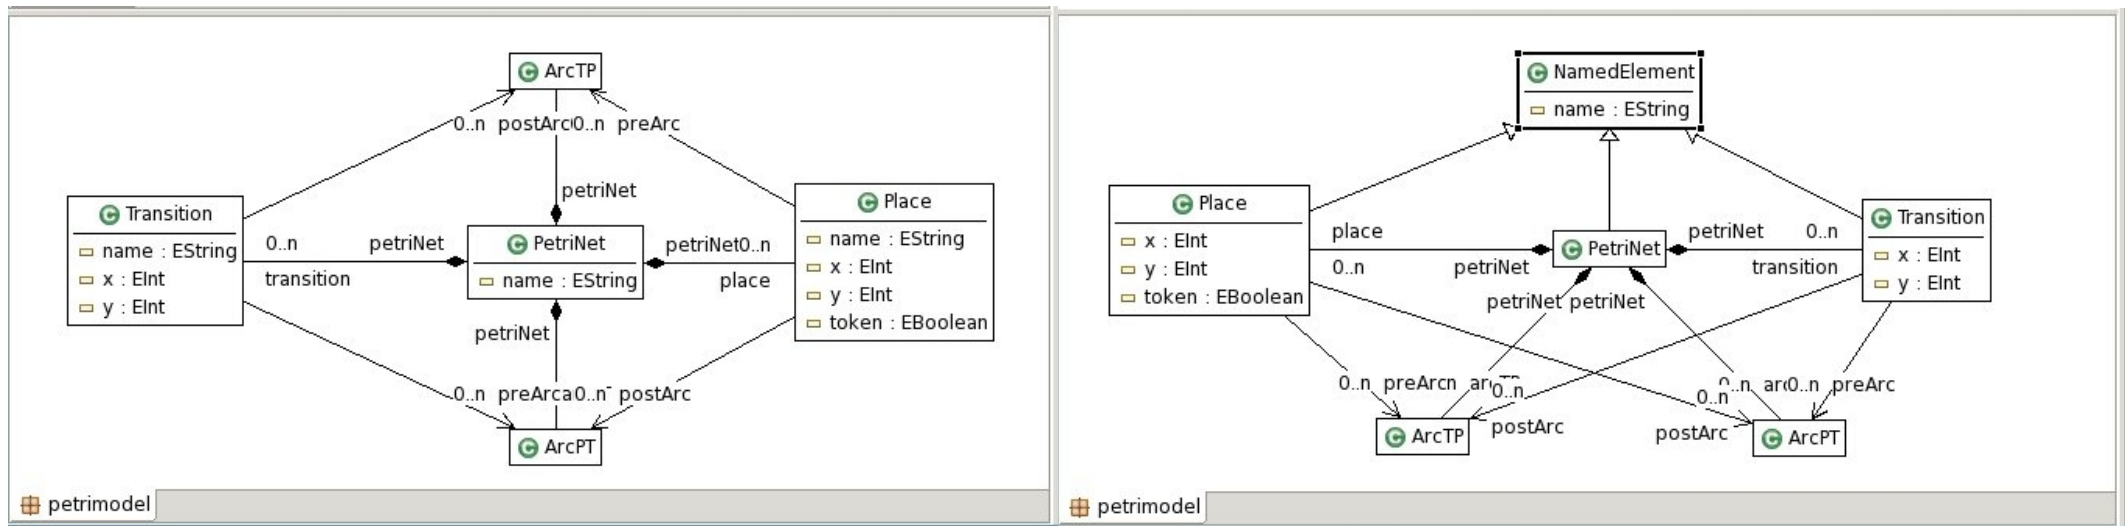 ArcTP
0..n postArc 0..n preArc
petriNet
Transition
name : EString
x : EInt
y : EInt
0..n petriNet
transition
PetriNet
name : EString
petriNet 0..n
place
Place
name : EString
x : EInt
y : EInt
token : EBoolean
petriNet
0..n preArc 0..n postArc
ArcPT
petrimodel
NamedElement
name : EString
Place
x : EInt
y : EInt
token : EBoolean
place
0..n petriNet
PetriNet
petriNet 0..n
transition
Transition
x : EInt
y : EInt
petriNet petriNet
0..n preArc
0..n
postArc
ArcTP
0..n 0..n preArc
0..n
postArc
ArcPT
petrimodel